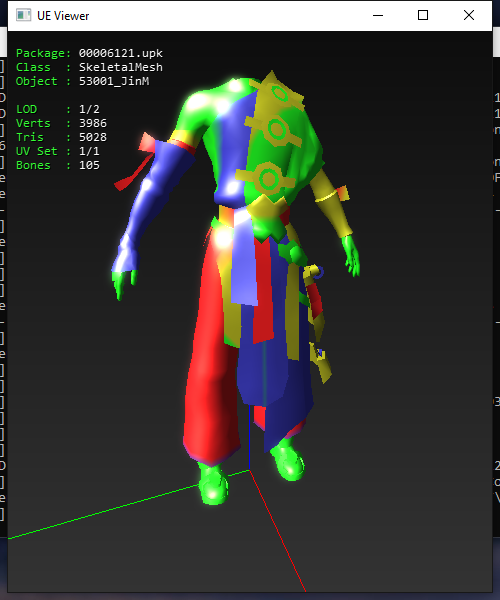 UE Viewer
Package: 00006121.upk
Class  : SkeletalMesh
Object : 53001_JinM
LOD    : 1/2
Verts  : 3986
Tris   : 5028
UV Set : 1/1
Bones  : 105